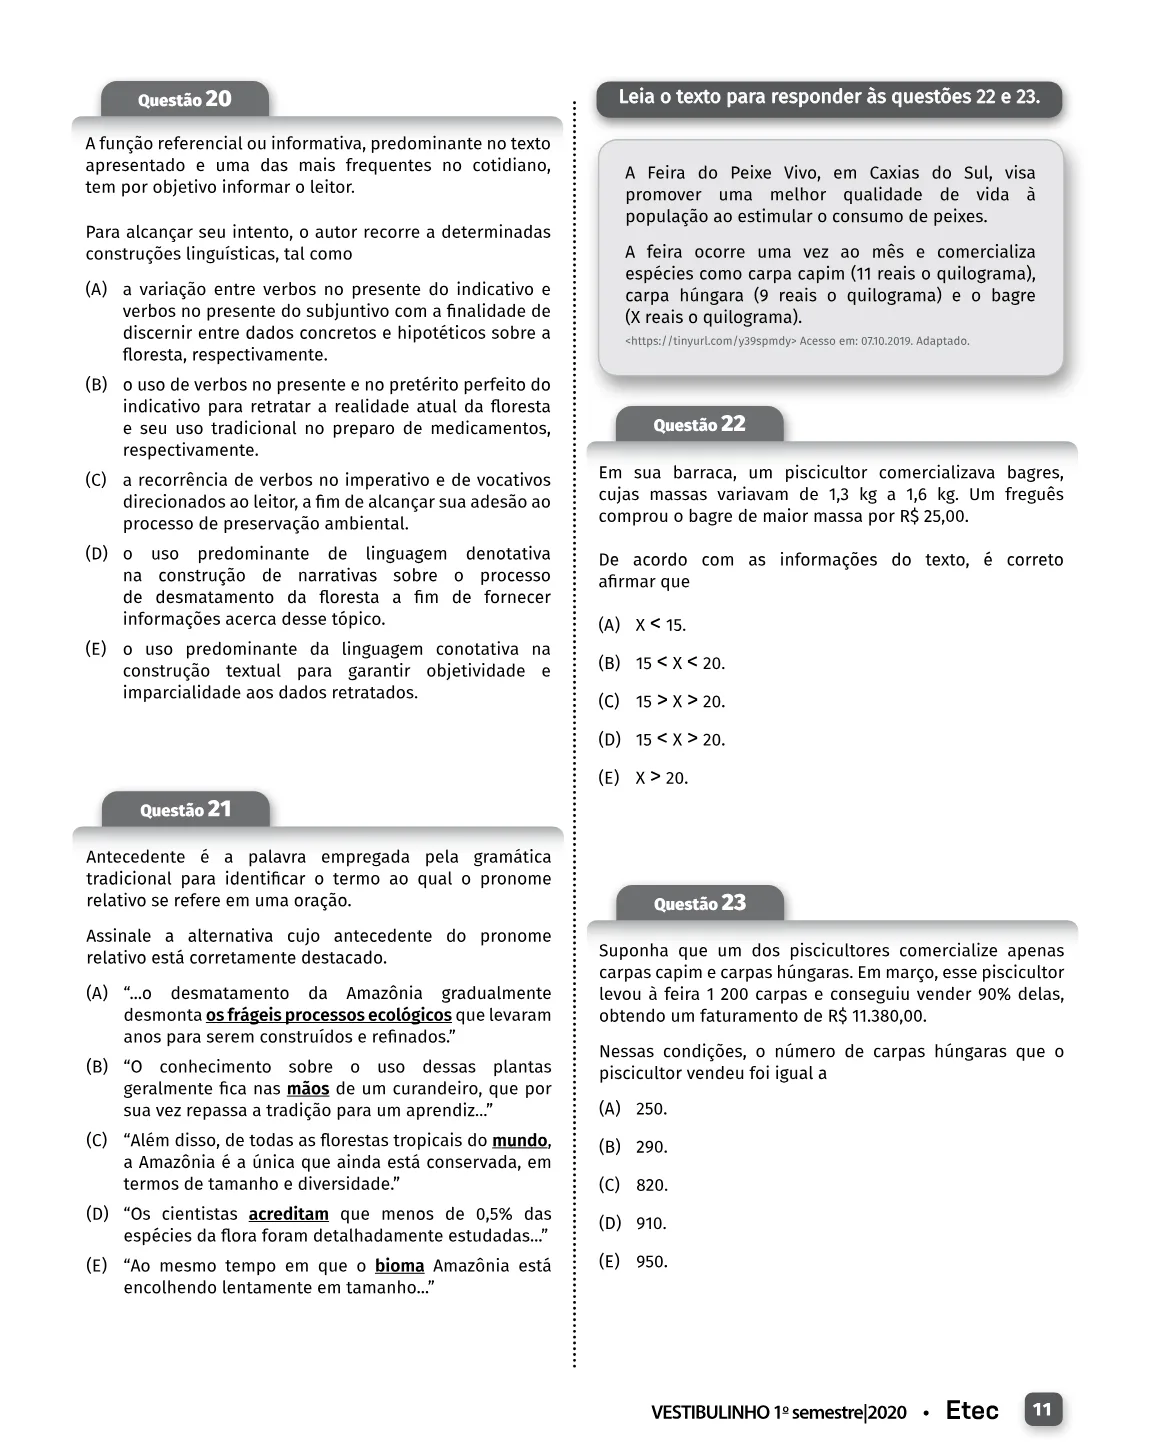 Questão 20
A função referencial ou informativa, predominante no texto
apresentado e uma das mais frequentes no cotidiano,
tem por objetivo informar o leitor.
Para alcançar seu intento, o autor recorre a determinadas
construções linguísticas, tal como
(A) a variação entre verbos no presente do indicativo e
verbos no presente do subjuntivo com a finalidade de
discernir entre dados concretos e hipotéticos sobre a
floresta, respectivamente.
(B) o uso de verbos no presente e no pretérito perfeito do
indicativo para retratar a realidade atual da floresta
e seu uso tradicional no preparo de medicamentos,
respectivamente.
(C) a recorrência de verbos no imperativo e de vocativos
direcionados ao leitor, a fim de alcançar sua adesão ao
processo de preservação ambiental.
(D) o uso predominante de linguagem denotativa
na construção de narrativas sobre o processo
de desmatamento da floresta a fim de fornecer
informações acerca desse tópico.
(E) o uso predominante da linguagem conotativa na
construção textual para garantir objetividade e
imparcialidade aos dados retratados.
Questão 21
Antecedente é a palavra empregada pela gramática
tradicional para identificar o termo ao qual o pronome
relativo se refere em uma oração.
Assinale a alternativa cujo antecedente do pronome
relativo está corretamente destacado.
(A) “...o desmatamento da Amazônia gradualmente
desmonta os frágeis processos ecológicos que levaram
anos para serem construídos e refinados.”
(B) “O conhecimento sobre o uso dessas plantas
geralmente fica nas mãos de um curandeiro, que por
sua vez repassa a tradição para um aprendiz...”
(C) “Além disso, de todas as florestas tropicais do mundo,
a Amazônia é a única que ainda está conservada, em
termos de tamanho e diversidade.”
(D) “Os cientistas acreditam que menos de 0,5% das
espécies da flora foram detalhadamente estudadas...”
(E) “Ao mesmo tempo em que o bioma Amazônia está
encolhendo lentamente em tamanho...”
Leia o texto para responder às questões 22 e 23.
A Feira do Peixe Vivo, em Caxias do Sul, visa
promover uma melhor qualidade de vida à
população ao estimular o consumo de peixes.
A feira ocorre uma vez ao mês e comercializa
espécies como carpa capim (11 reais o quilograma),
carpa húngara (9 reais o quilograma) e o bagre
(X reais o quilograma).
<https://tinyurl.com/y39spmdy> Acesso em: 07.10.2019. Adaptado.
Questão 22
Em sua barraca, um piscicultor comercializava bagres,
cujas massas variavam de 1,3 kg a 1,6 kg. Um freguês
comprou o bagre de maior massa por R$ 25,00.
De acordo com as informações do texto, é correto
afirmar que
(A) X < 15.
(B) 15 < X < 20.
(C) 15 > X > 20.
(D) 15 < X > 20.
(E) X > 20.
Questão 23
Suponha que um dos piscicultores comercialize apenas
carpas capim e carpas húngaras. Em março, esse piscicultor
levou à feira 1 200 carpas e conseguiu vender 90% delas,
obtendo um faturamento de R$ 11.380,00.
Nessas condições, o número de carpas húngaras que o
piscicultor vendeu foi igual a
(A) 250.
(B) 290.
(C) 820.
(D) 910.
(E) 950.
VESTIBULINHO 1º semestre|2020 • Etec 11